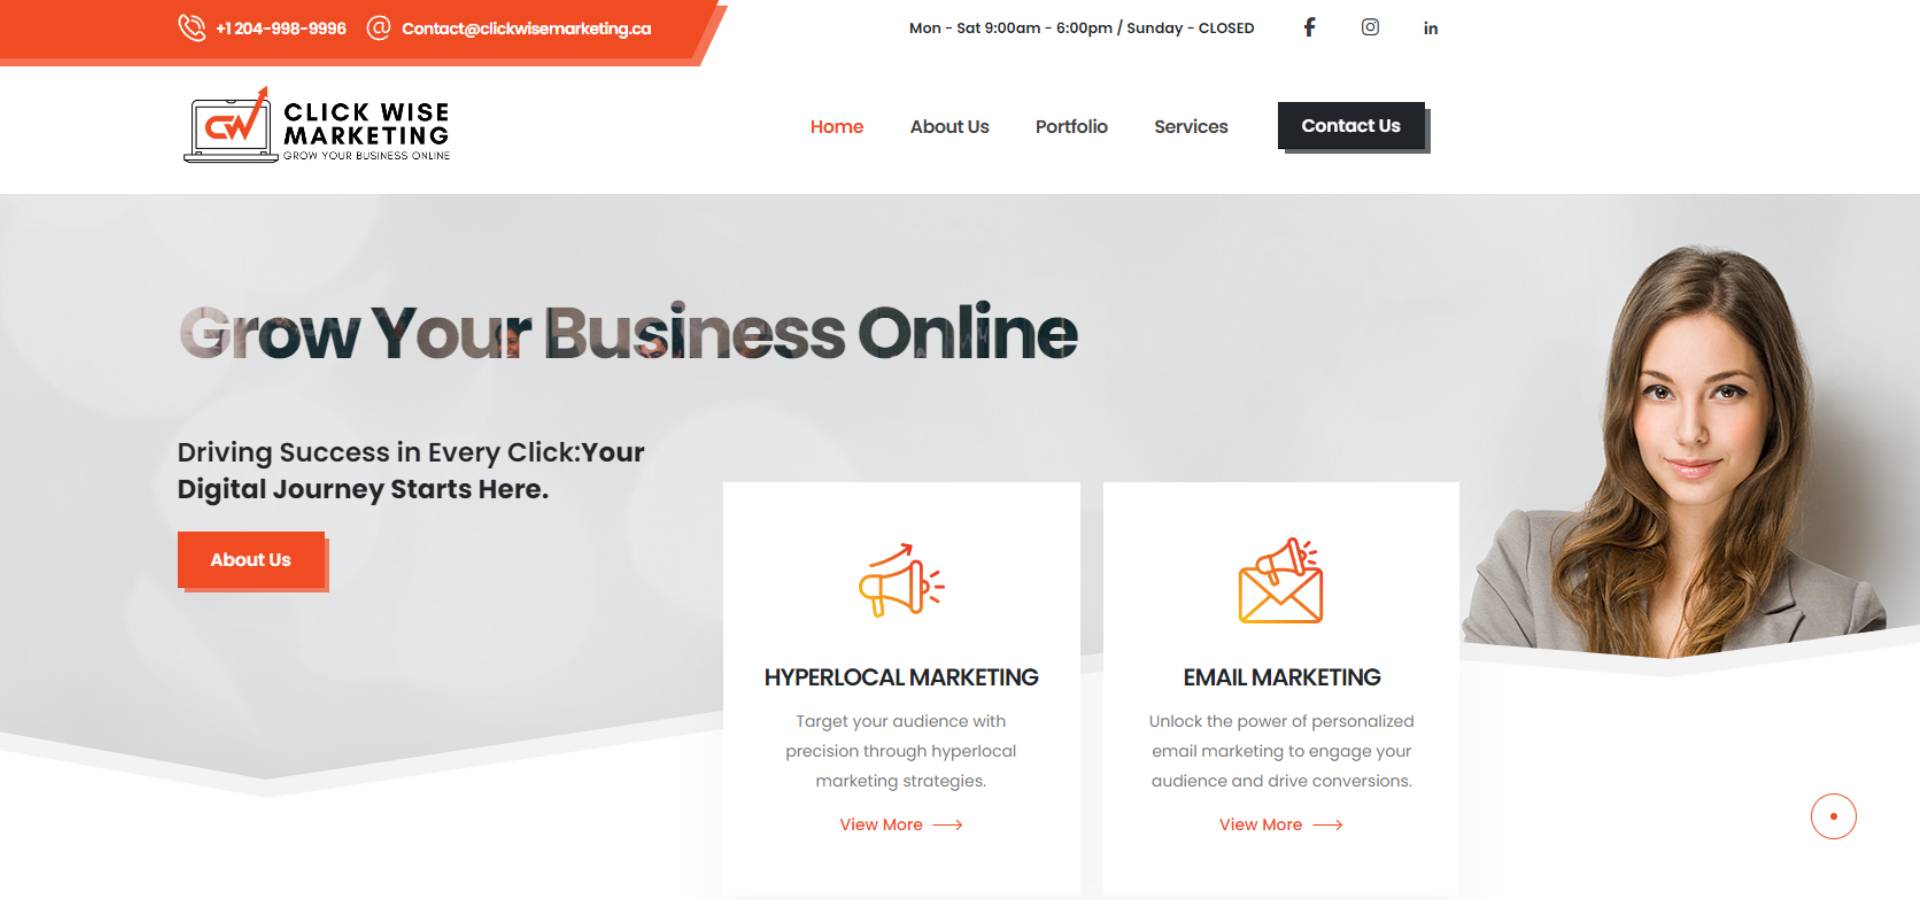 +1 204-998-9996
Contact@clickwisemarketing.ca
Mon - Sat 9:00am - 6:00pm / Sunday - CLOSED
CLICK WISE
MARKETING
GROW YOUR BUSINESS ONLINE
CW
Home
About Us
Portfolio
Services
Contact Us
Grow Your Business Online
Driving Success in Every Click:Your
Digital Journey Starts Here.
About Us
HYPERLOCAL MARKETING
Target your audience with
precision through hyperlocal
marketing strategies.
View More
EMAIL MARKETING
Unlock the power of personalized
email marketing to engage your
audience and drive conversions.
View More